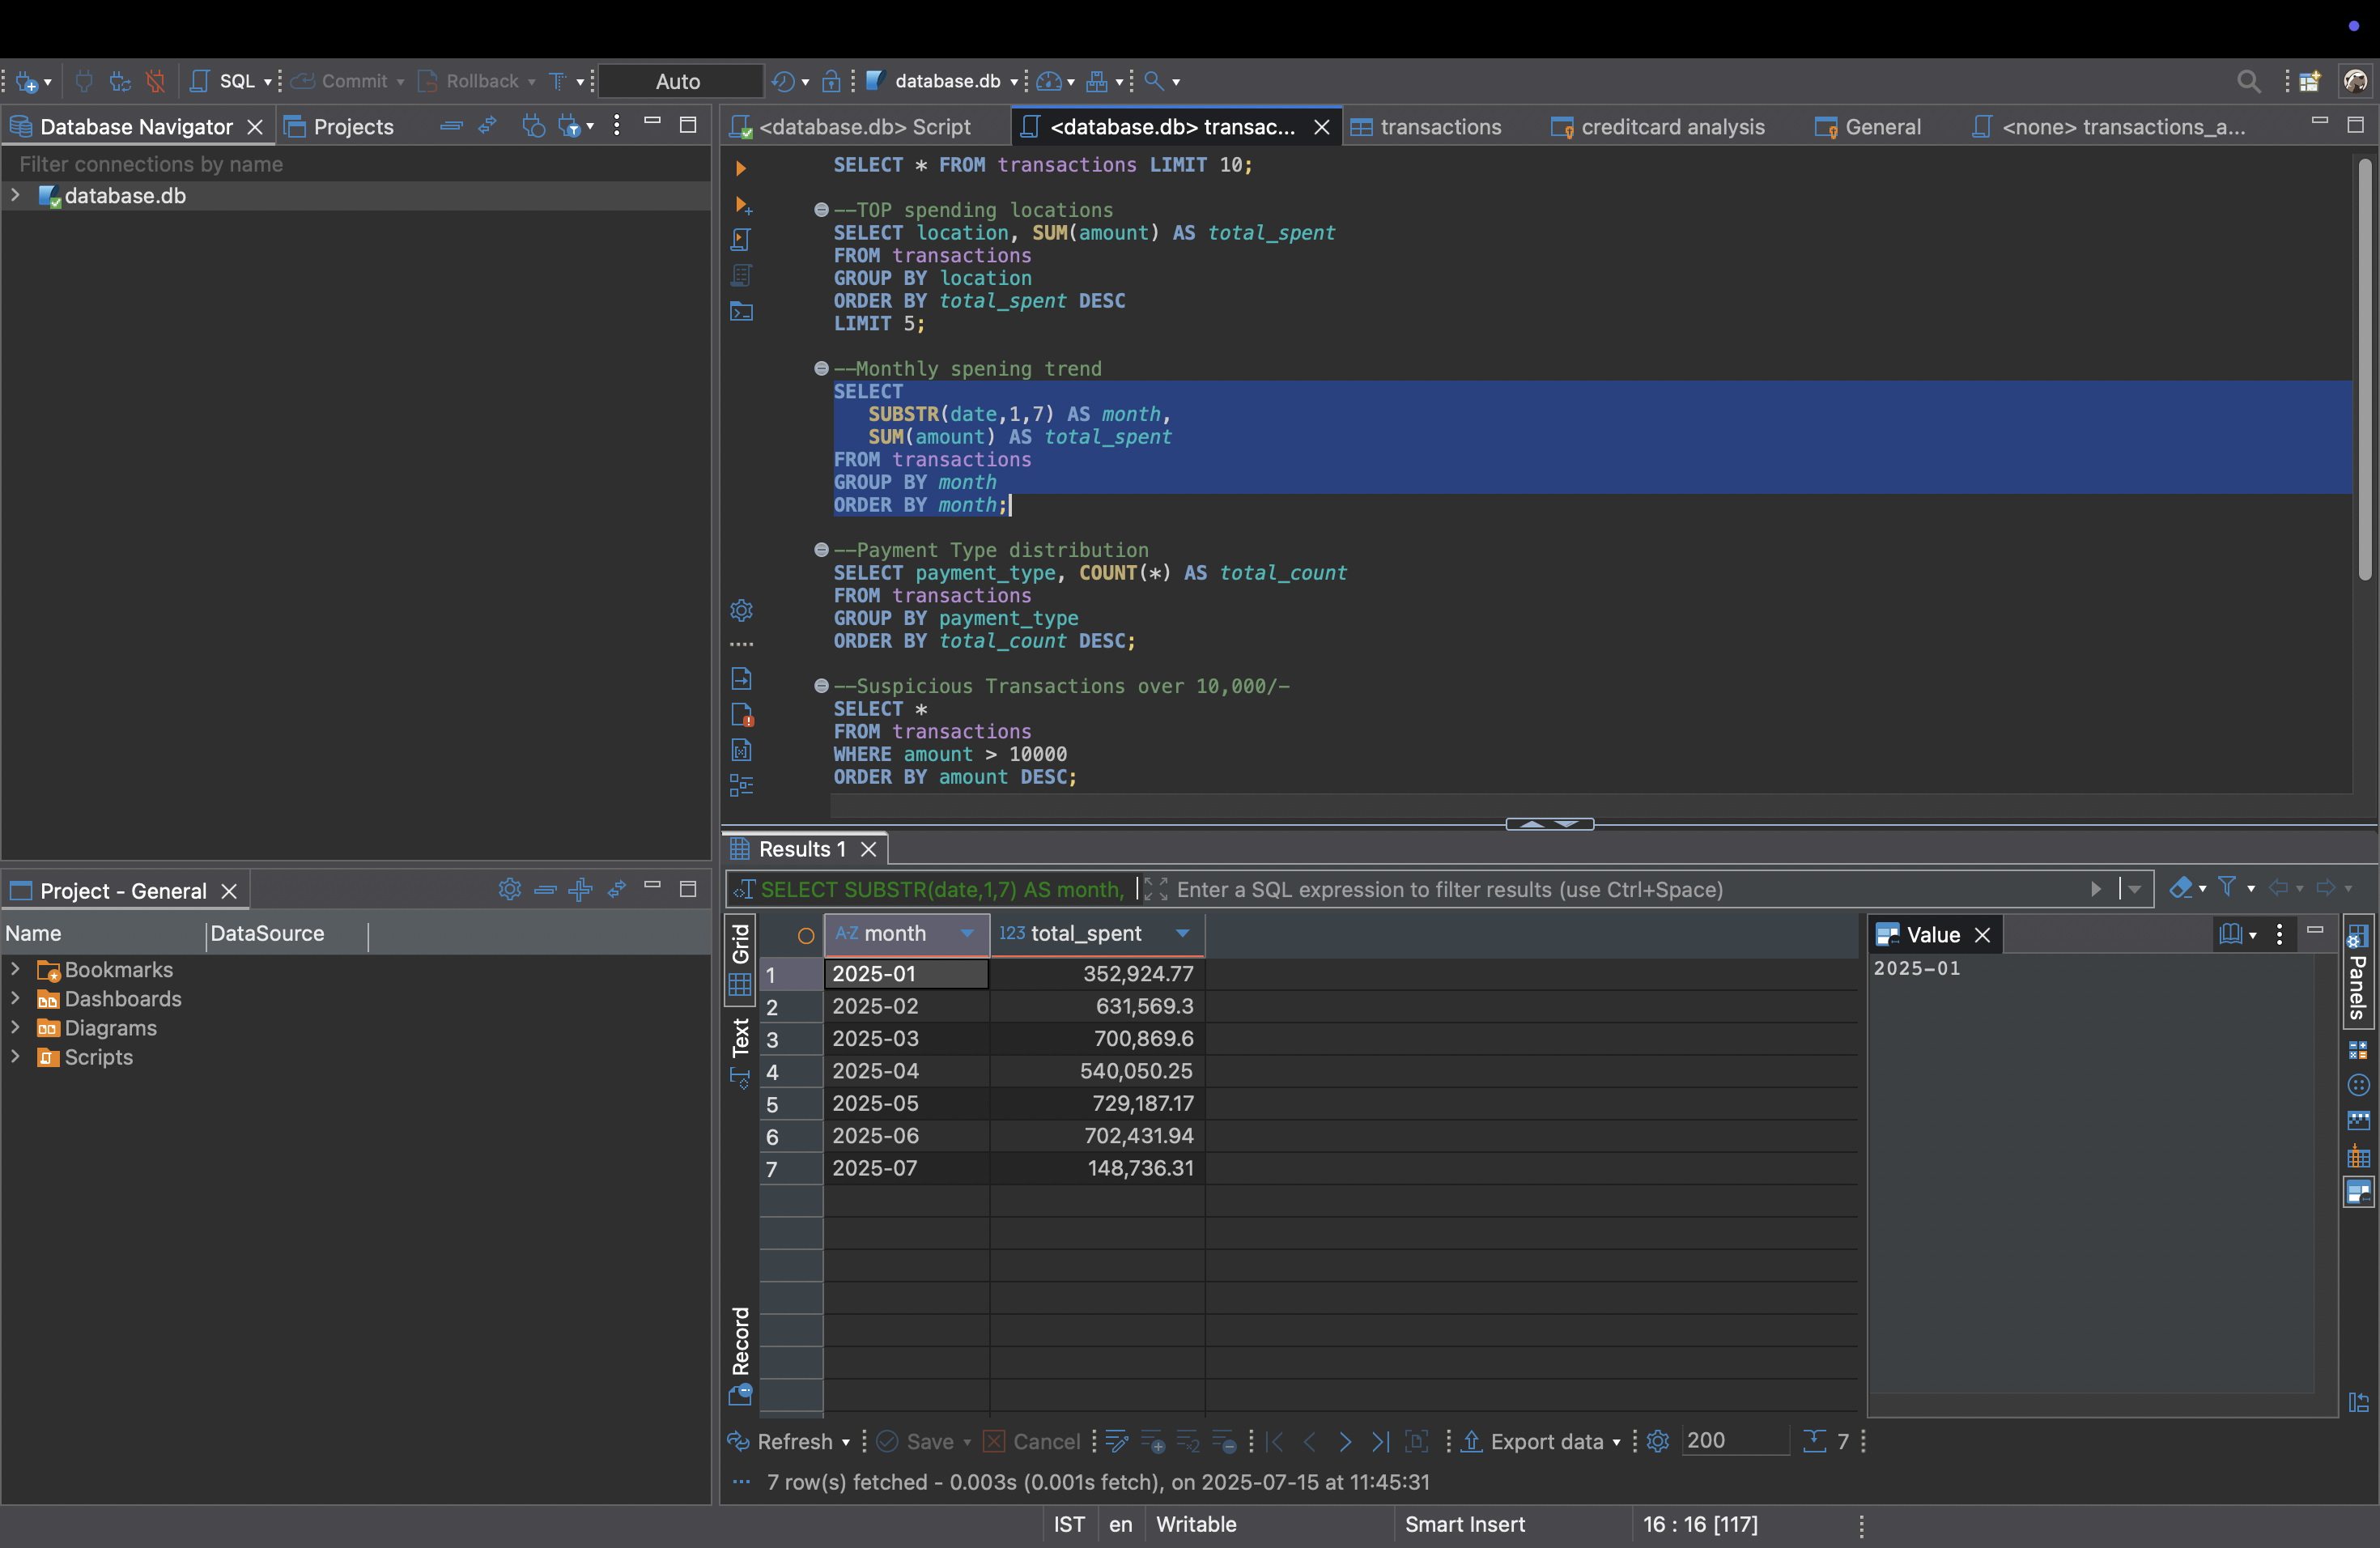 SQL
Commit
Rollback
Auto
database.db
Database Navigator
Projects
<database.db> Script
<database.db> transac...
transactions
creditcard analysis
General
<none> transactions_a...
Filter connections by name
database.db
SELECT * FROM transactions LIMIT 10;
--TOP spending locations
SELECT location, SUM(amount) AS total_spent
FROM transactions
GROUP BY location
ORDER BY total_spent DESC
LIMIT 5;
--Monthly spening trend
SELECT
SUBSTR(date,1,7) AS month,
SUM(amount) AS total_spent
FROM transactions
GROUP BY month
ORDER BY month;
--Payment Type distribution
SELECT payment_type, COUNT(*) AS total_count
FROM transactions
GROUP BY payment_type
ORDER BY total_count DESC;
--Suspicious Transactions over 10,000/-
SELECT *
FROM transactions
WHERE amount > 10000
ORDER BY amount DESC;
Project - General
Name DataSource
Bookmarks
Dashboards
Diagrams
Scripts
Results 1
SELECT SUBSTR(date,1,7) AS month,
Enter a SQL expression to filter results (use Ctrl+Space)
Grid
Text
Record
A-Z month 123 total_spent
1 2025-01 352,924.77
2 2025-02 631,569.3
3 2025-03 700,869.6
4 2025-04 540,050.25
5 2025-05 729,187.17
6 2025-06 702,431.94
7 2025-07 148,736.31
Value
2025-01
Panels
Refresh
Save
Cancel
Export data
200
7
7 row(s) fetched - 0.003s (0.001s fetch), on 2025-07-15 at 11:45:31
IST
en
Writable
Smart Insert
16 : 16 [117]